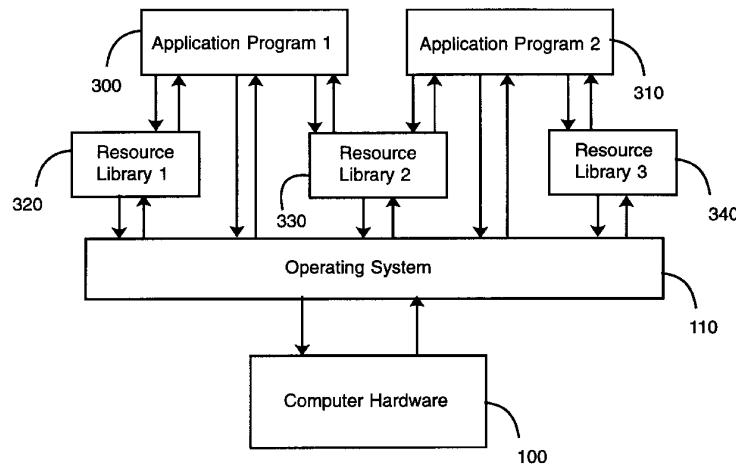 Application Program 1
Application Program 2
300
310
Resource
Library 1
Resource
Library 2
Resource
Library 3
320
330
340
Operating System
110
Computer Hardware
100